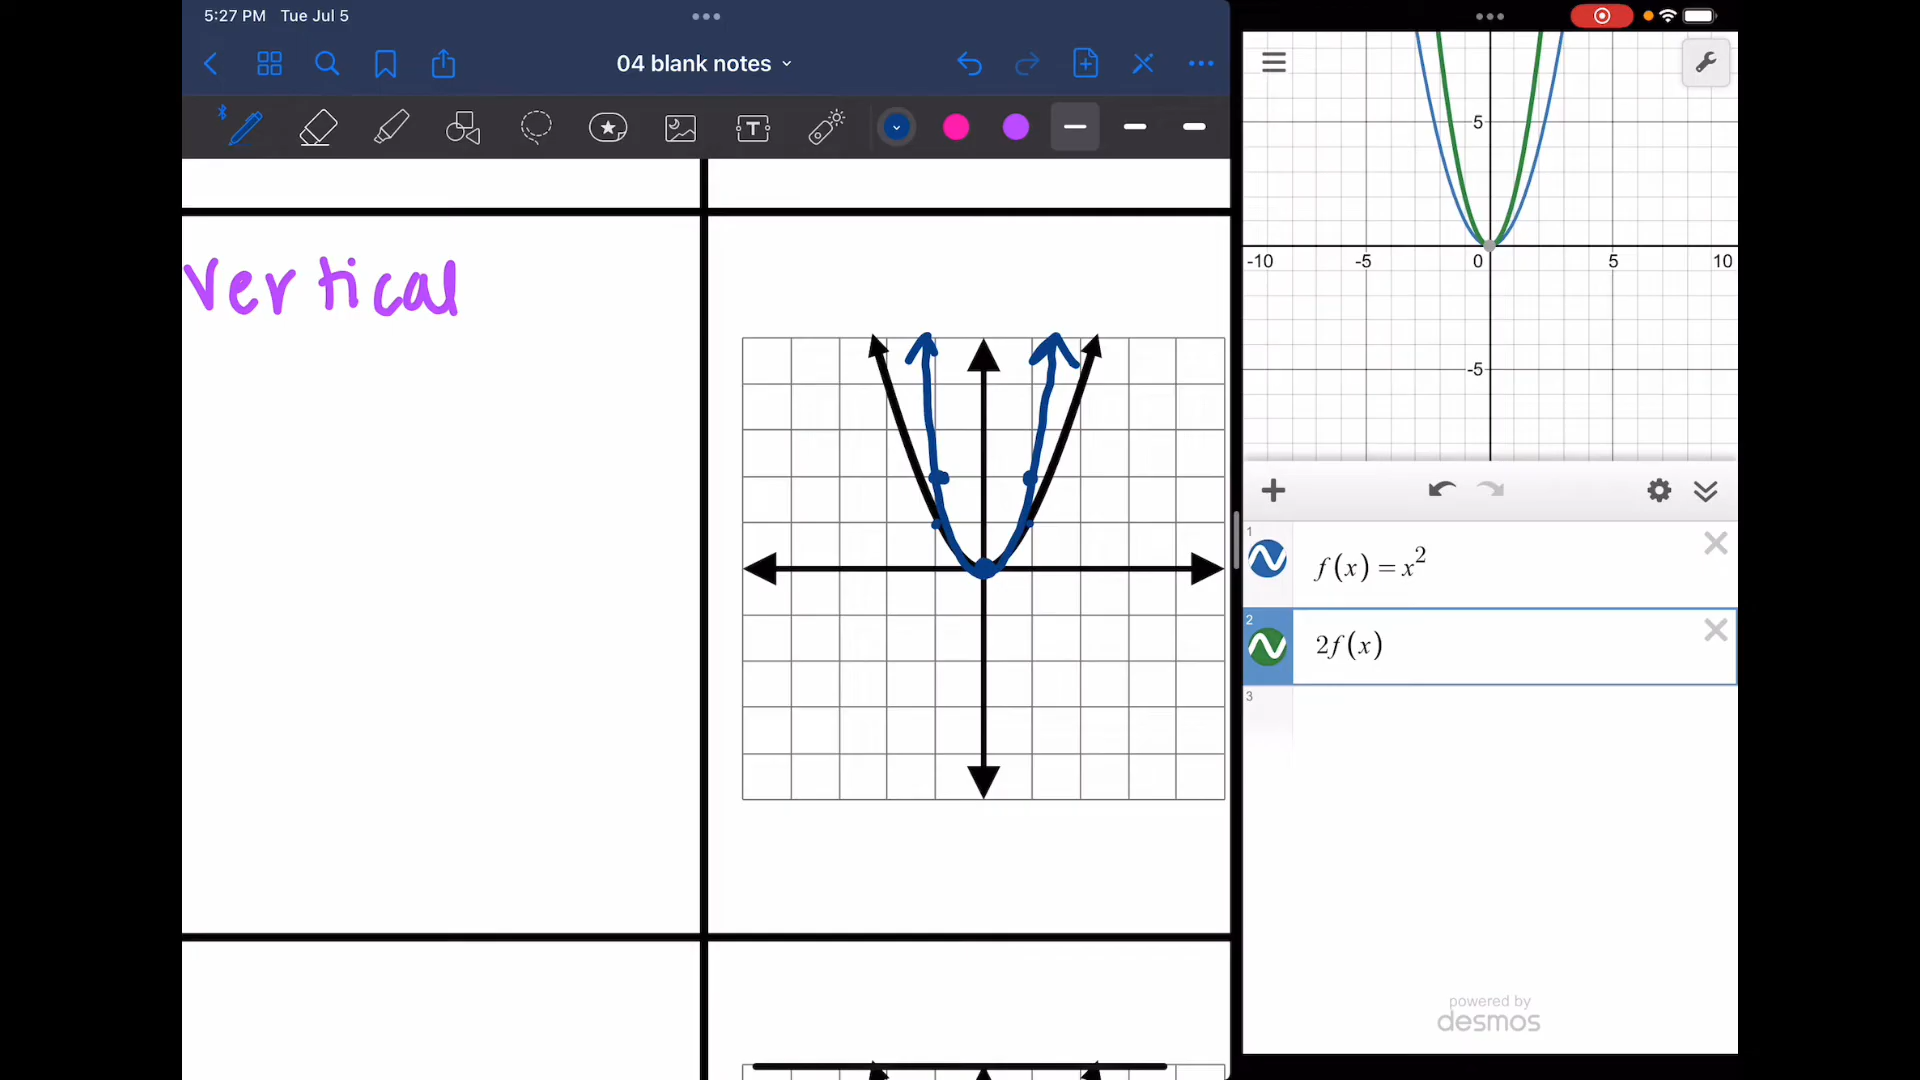 5:27 PM Tue Jul 5
04 blank notes
T
vertical
5
-10 -5 0 5 10
-5
1
f(x) = x²
2
2f(x)
3
powered by
desmos